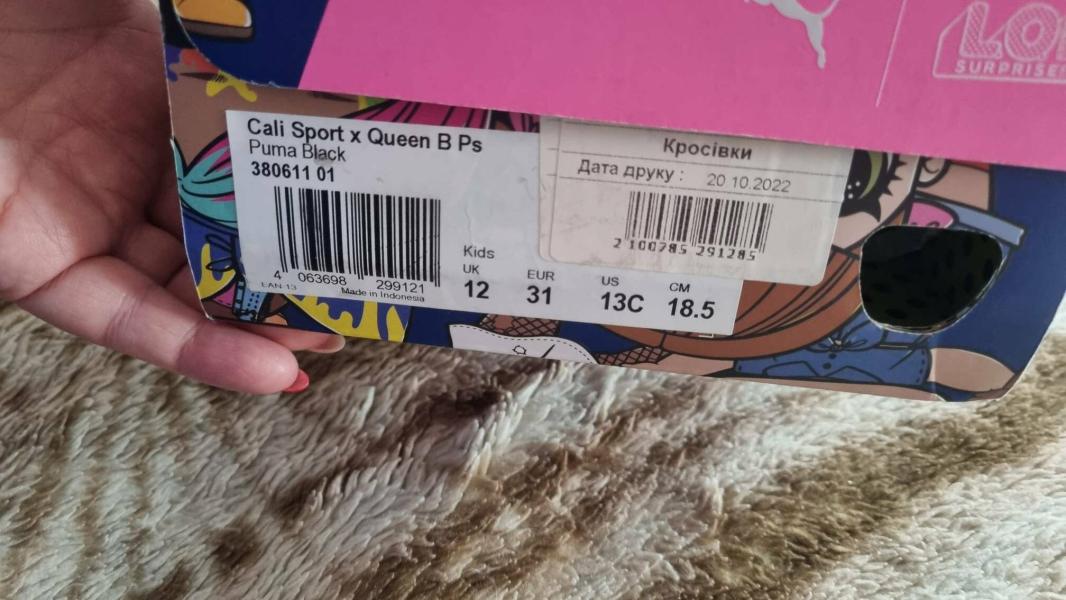 SURPRISE
Cali Sport x Queen B Ps
Puma Black
380611 01
4 063698 299121
EAN-13
Made in Indonesia
Кросівки
Дата друку : 20 10.2022
2 100785 291285
Kids
UK EUR US CM
12 31 13C 18.5